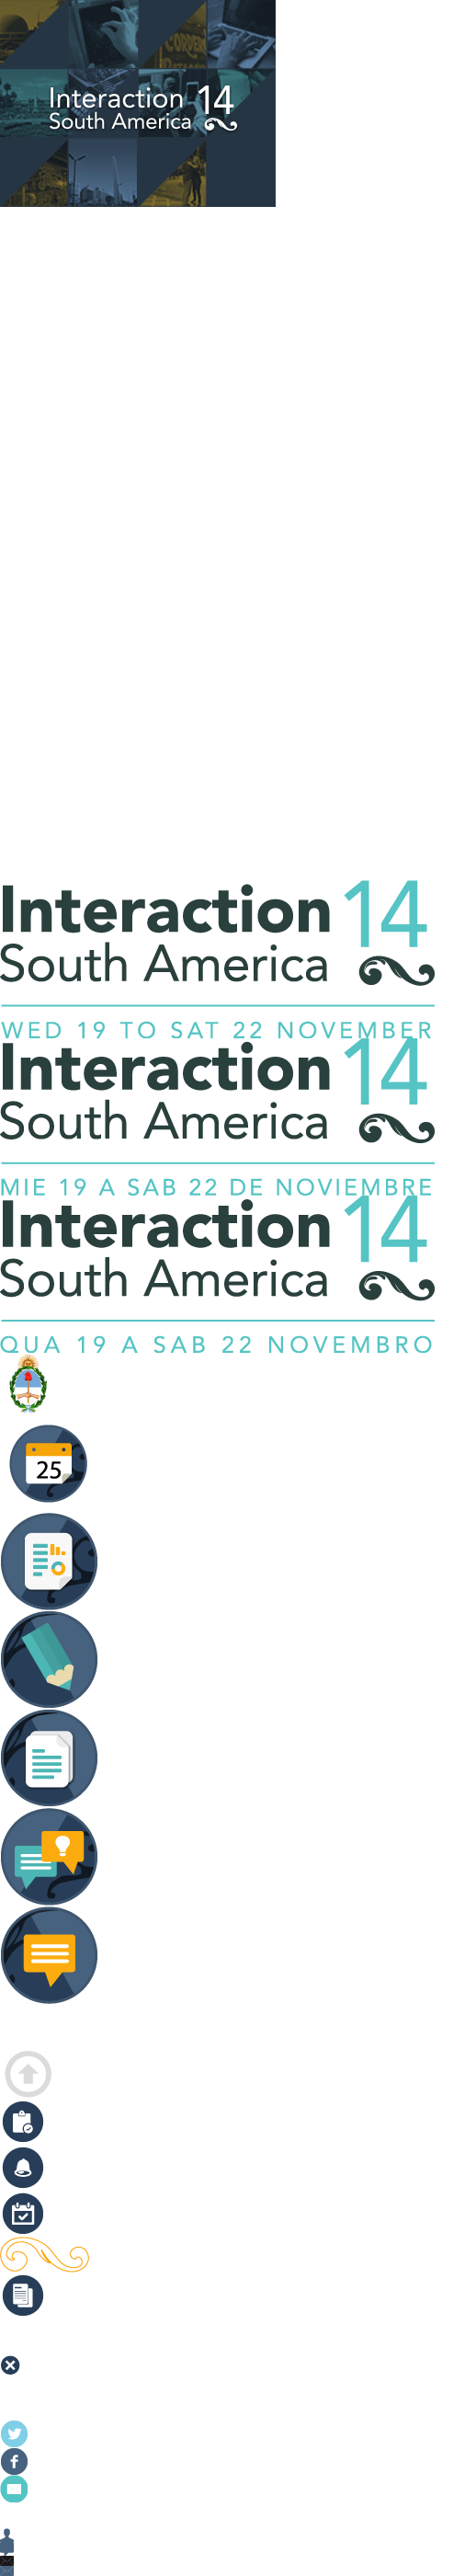 Interaction 14
South America
Interaction 14
South America
WED 19 TO SAT 22 NOVEMBER
Interaction 14
South America
MIE 19 A SAB 22 DE NOVIEMBRE
Interaction 14
South America
QUA 19 A SAB 22 NOVEMBRO
25